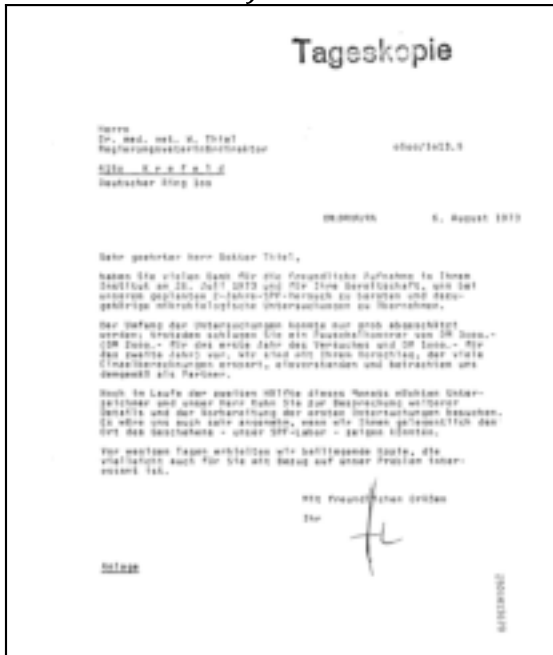 Tageskopie
Herrn
Dr. med. vet. W. Thiel
Regierungsveterinärdirektor
K r e f e l d
Deutscher Ring
6. August 1973
Sehr geehrter Herr Doktor Thiel,
haben Sie vielen Dank für die freundliche Aufnahme in Ihrem
Institut am Juli 1973 und für Ihre Bereitschaft, uns bei
unserem geplanten 2-Jahre-SPF-Versuch zu beraten und dazu-
gehörige mikrobiologische Untersuchungen zu übernehmen.
Der Umfang der Untersuchungen konnte nur grob abgeschätzt
werden; trotzdem schlugen Sie ein Pauschalhonorar von DM
(DM für das erste Jahr des Versuches und DM für
das zweite Jahr) vor. Wir sind mit Ihrem Vorschlag, der viele
Einzelberechnungen erspart, einverstanden und betrachten uns
demgemäß als Partner.
Noch im Laufe der zweiten Hälfte dieses Monats möchten Unter-
zeichner und unser Herr Sie zur Besprechung weiterer
Details und der Vorbereitung der ersten Untersuchungen besuchen.
Es wäre uns auch sehr angenehm, wenn wir Ihnen gelegentlich den
Ort des Geschehens - unser SPF-Labor - zeigen könnten.
Vor wenigen Tagen erhielten wir beiliegende Kopie, die
vielleicht auch für Sie mit Bezug auf unser Problem inter-
essant ist.
Mit freundlichen Grüßen
Ihr
Anlage